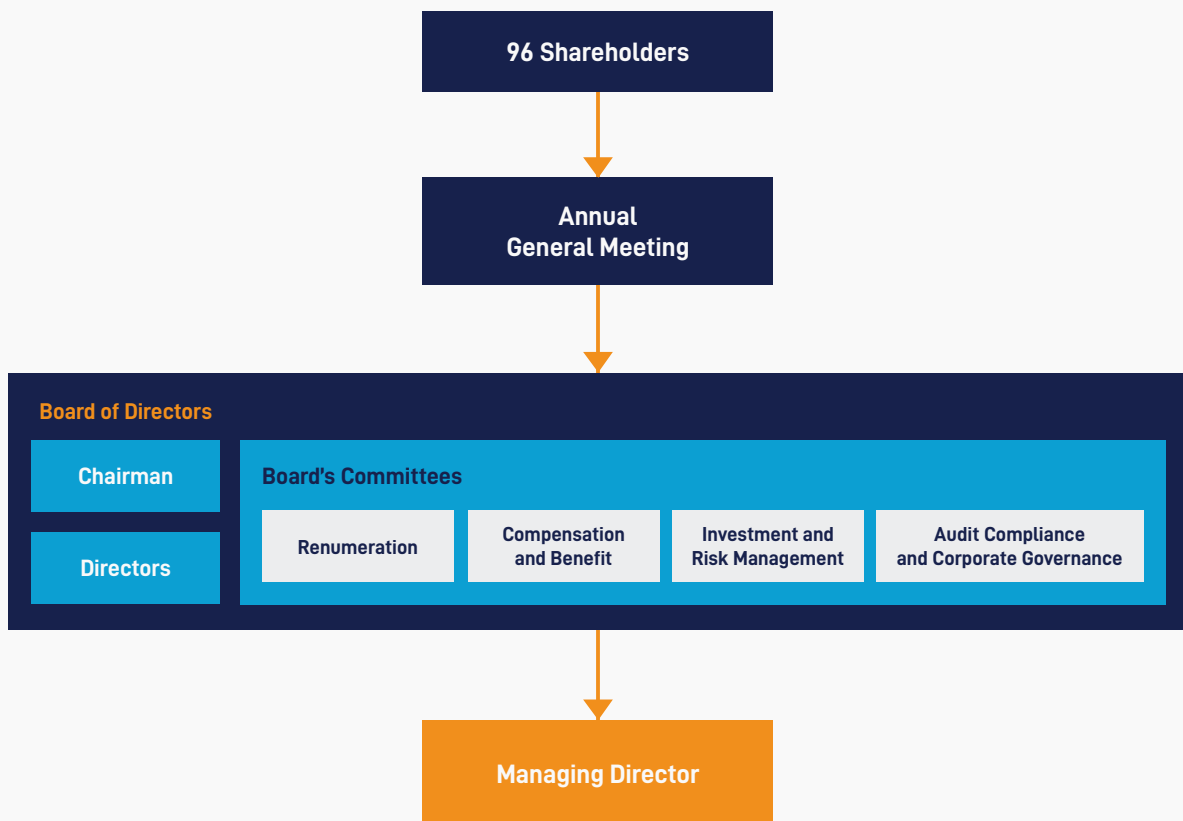 96 Shareholders
Annual
General Meeting
Board of Directors
Chairman
Directors
Board's Committees
Renumeration
Compensation
and Benefit
Investment and
Risk Management
Audit Compliance
and Corporate Governance
Managing Director